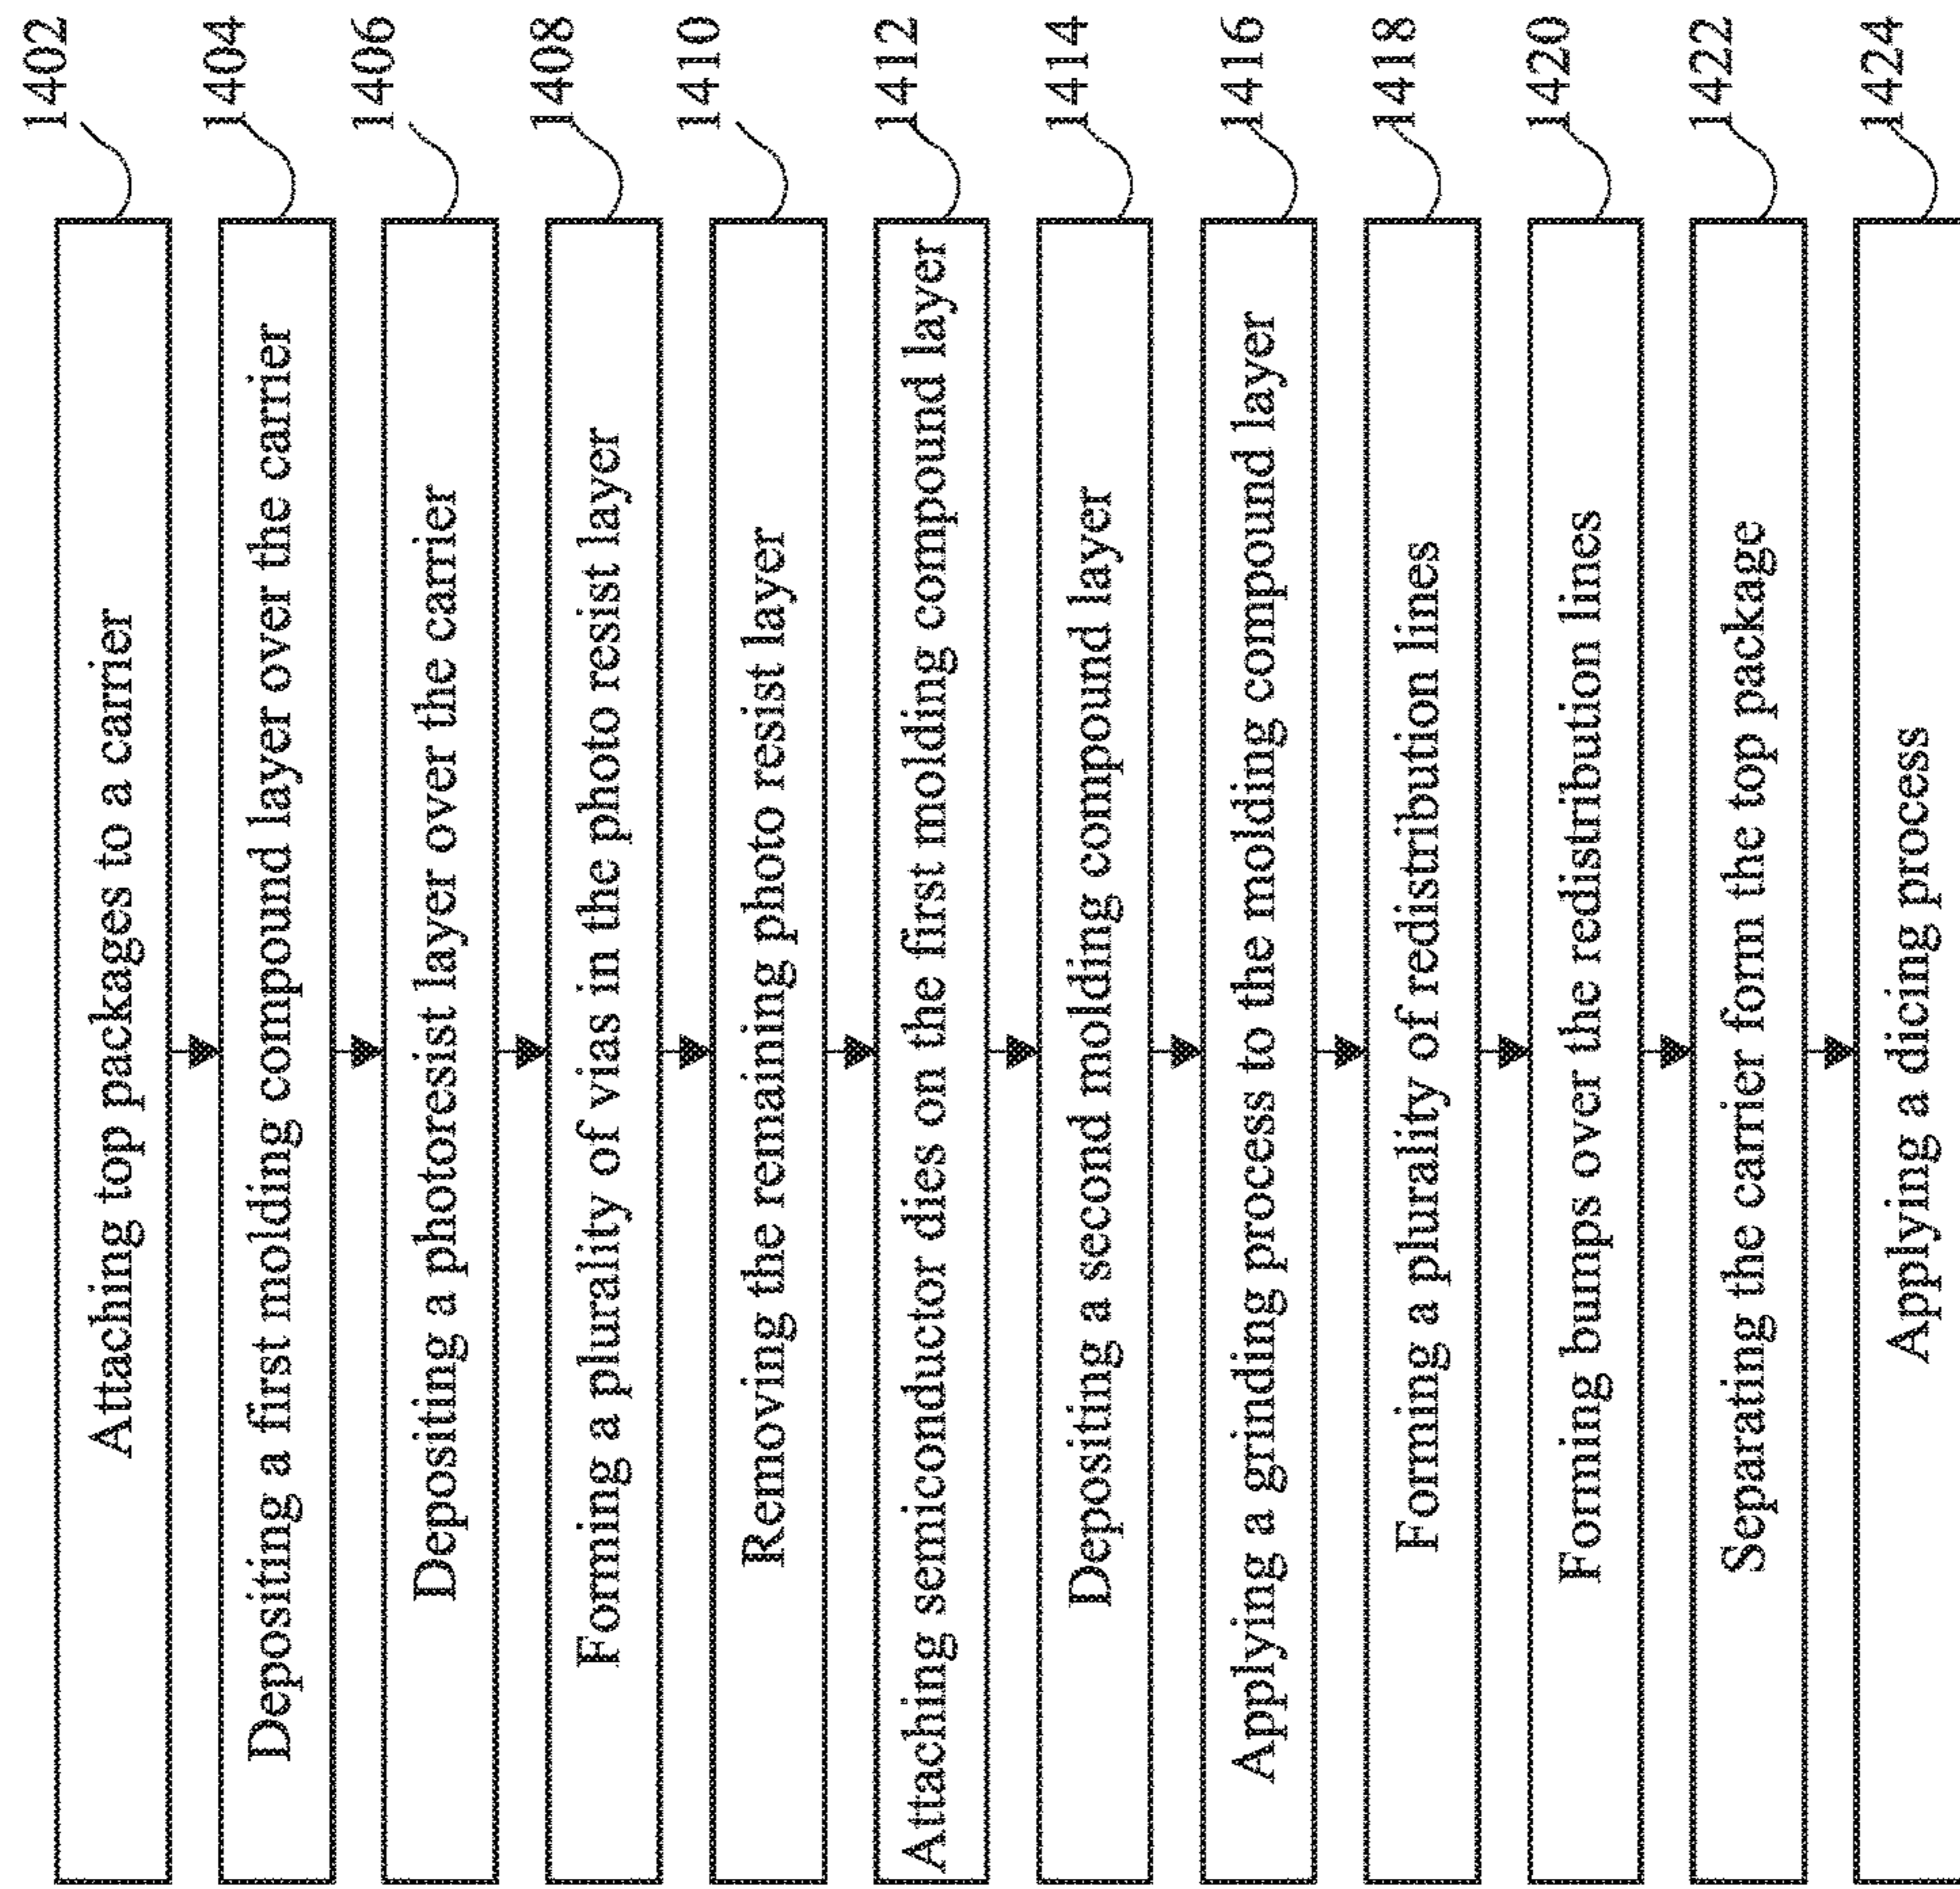 1402
Attaching top packages to a carrier
1404
Depositing a first molding compound layer over the carrier
1406
Depositing a photoresist layer over the carrier
1408
Forming a plurality of vias in the photo resist layer
1410
Removing the remaining photo resist layer
1412
Attaching semiconductor dies on the first molding compound layer
1414
Depositing a second molding compound layer
1416
Applying a grinding process to the molding compound layer
1418
Forming a plurality of redistribution lines
1420
Forming bumps over the redistribution lines
1422
Separating the carrier form the top package
1424
Applying a dicing process